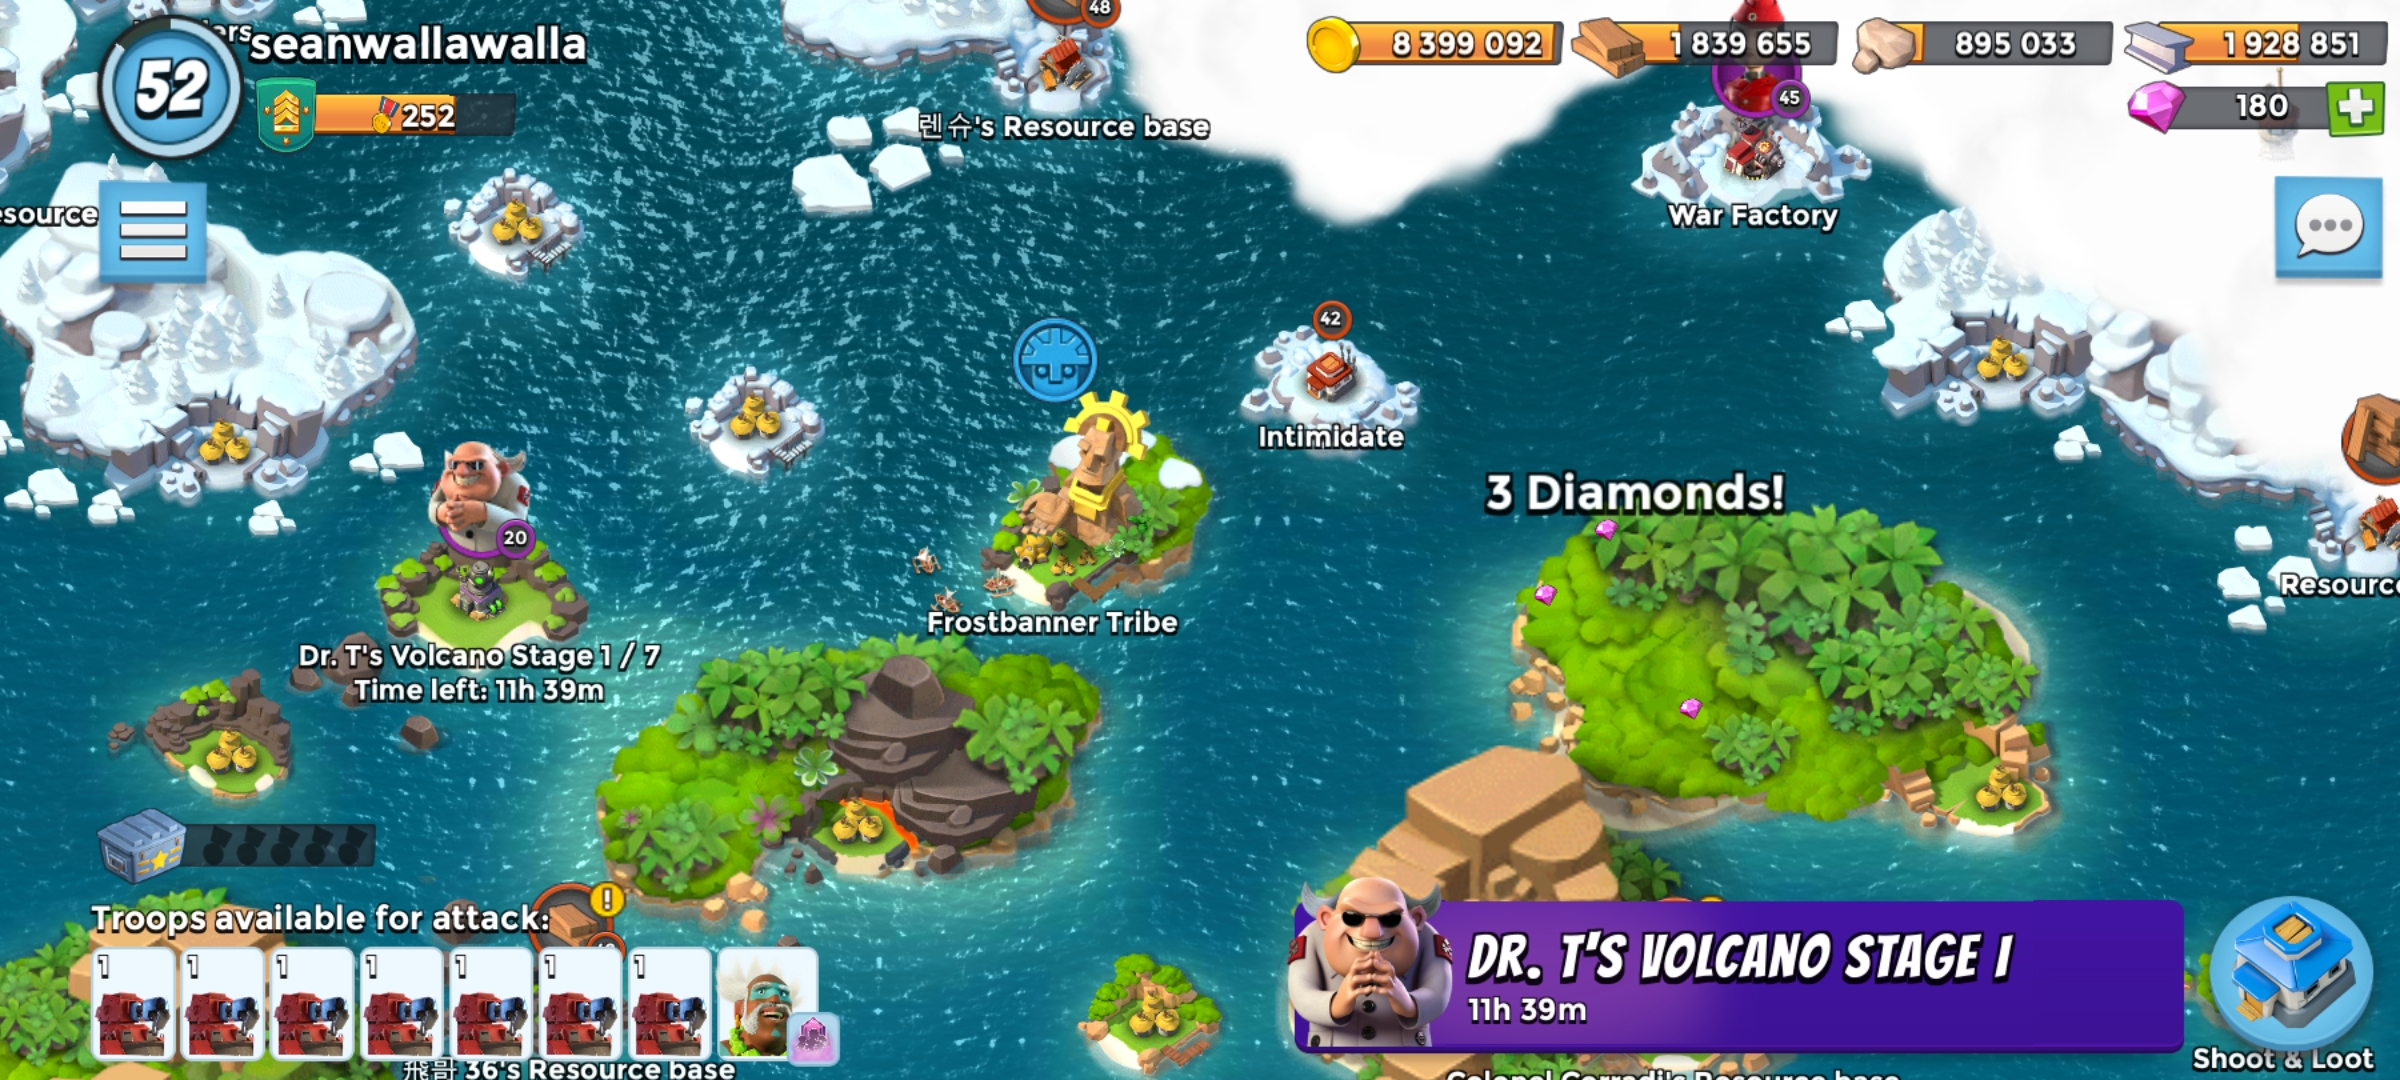 48
52
seanwallawalla
252
8 399 092
1 839 655
895 033
1 928 851
180
렌슈's Resource base
45
War Factory
esource
42
Intimidate
3 Diamonds!
20
Frostbanner Tribe
Resource
Dr. T's Volcano Stage 1 / 7
Time left: 11h 39m
Troops available for attack:
1 1 1 1 1 1 1
DR. T'S VOLCANO STAGE I
11h 39m
飛哥 36's Resource base
Shoot & Loot